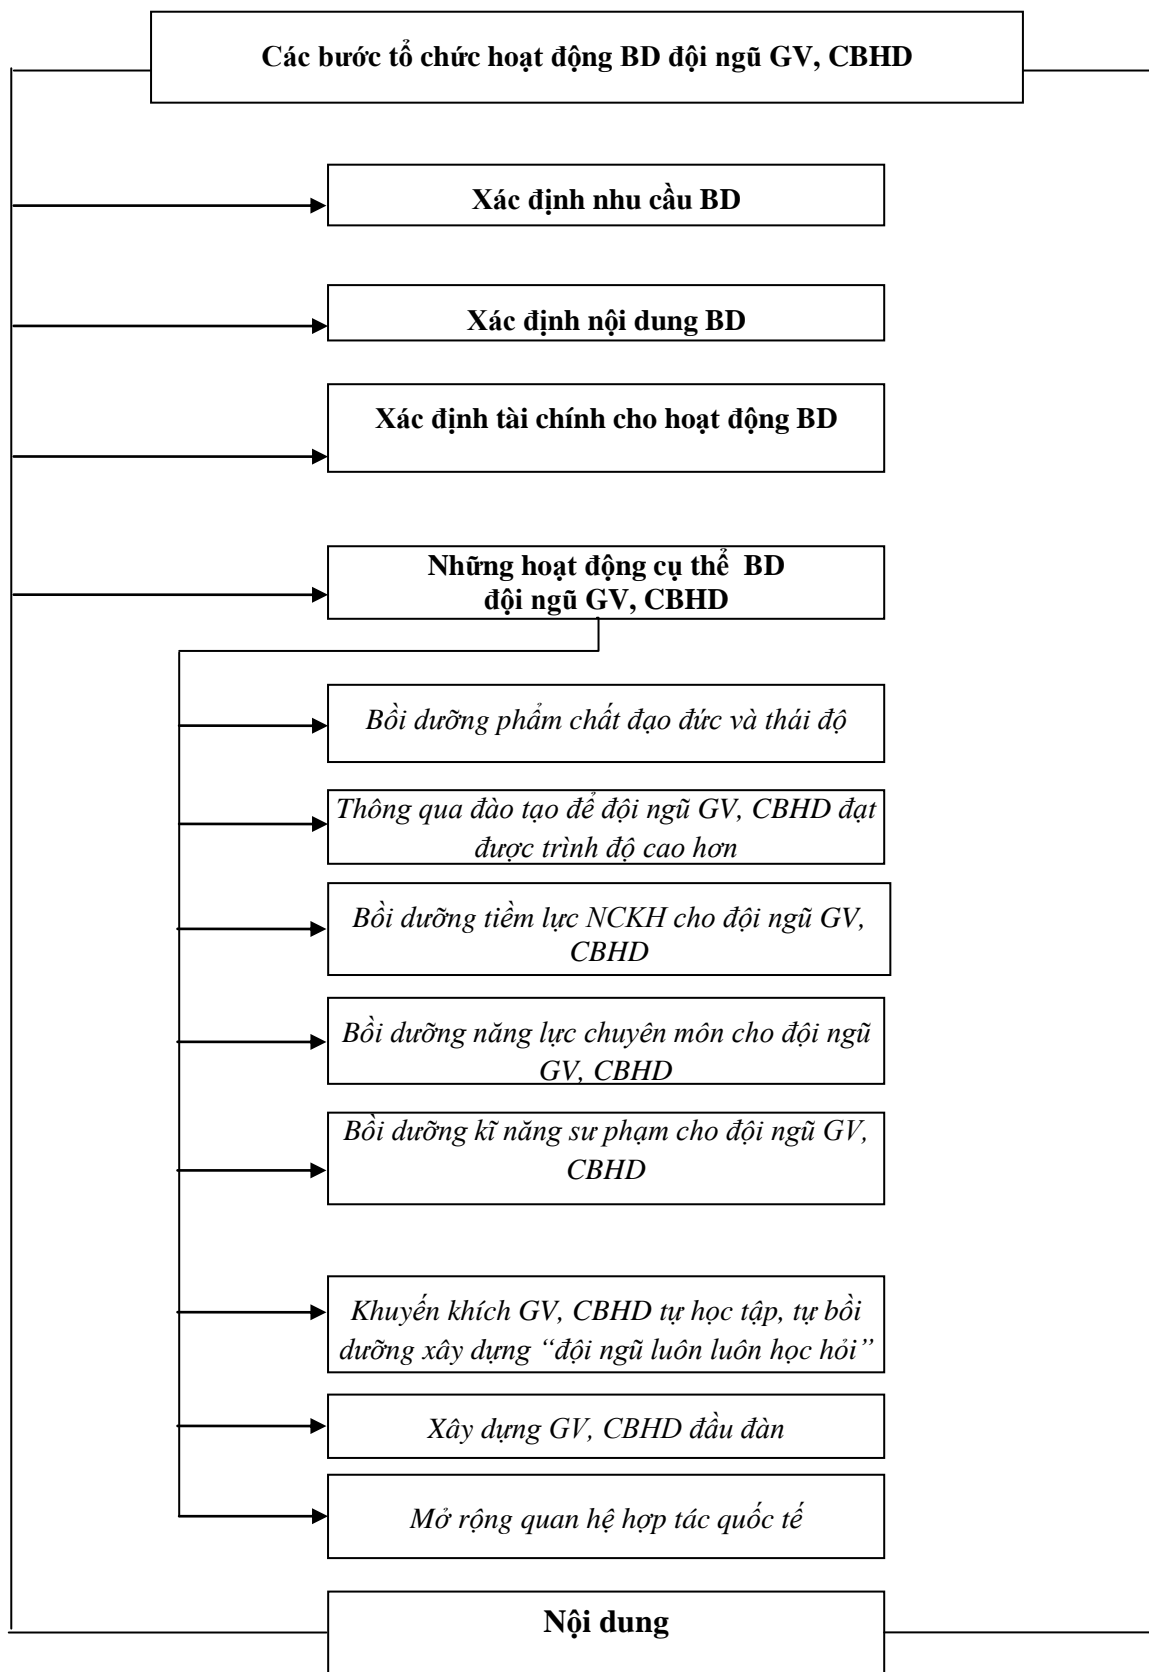 Các bước tổ chức hoạt động BD đội ngũ GV, CBHD
Xác định nhu cầu BD
Xác định nội dung BD
Xác định tài chính cho hoạt động BD
Những hoạt động cụ thể BD
đội ngũ GV, CBHD
Bồi dưỡng phẩm chất đạo đức và thái độ
Thông qua đào tạo để đội ngũ GV, CBHD đạt
được trình độ cao hơn
Bồi dưỡng tiềm lực NCKH cho đội ngũ GV,
CBHD
Bồi dưỡng năng lực chuyên môn cho đội ngũ
GV, CBHD
Bồi dưỡng kĩ năng sư phạm cho đội ngũ GV,
CBHD
Khuyến khích GV, CBHD tự học tập, tự bồi
dưỡng xây dựng “đội ngũ luôn luôn học hỏi”
Xây dựng GV, CBHD đầu đàn
Mở rộng quan hệ hợp tác quốc tế
Nội dung